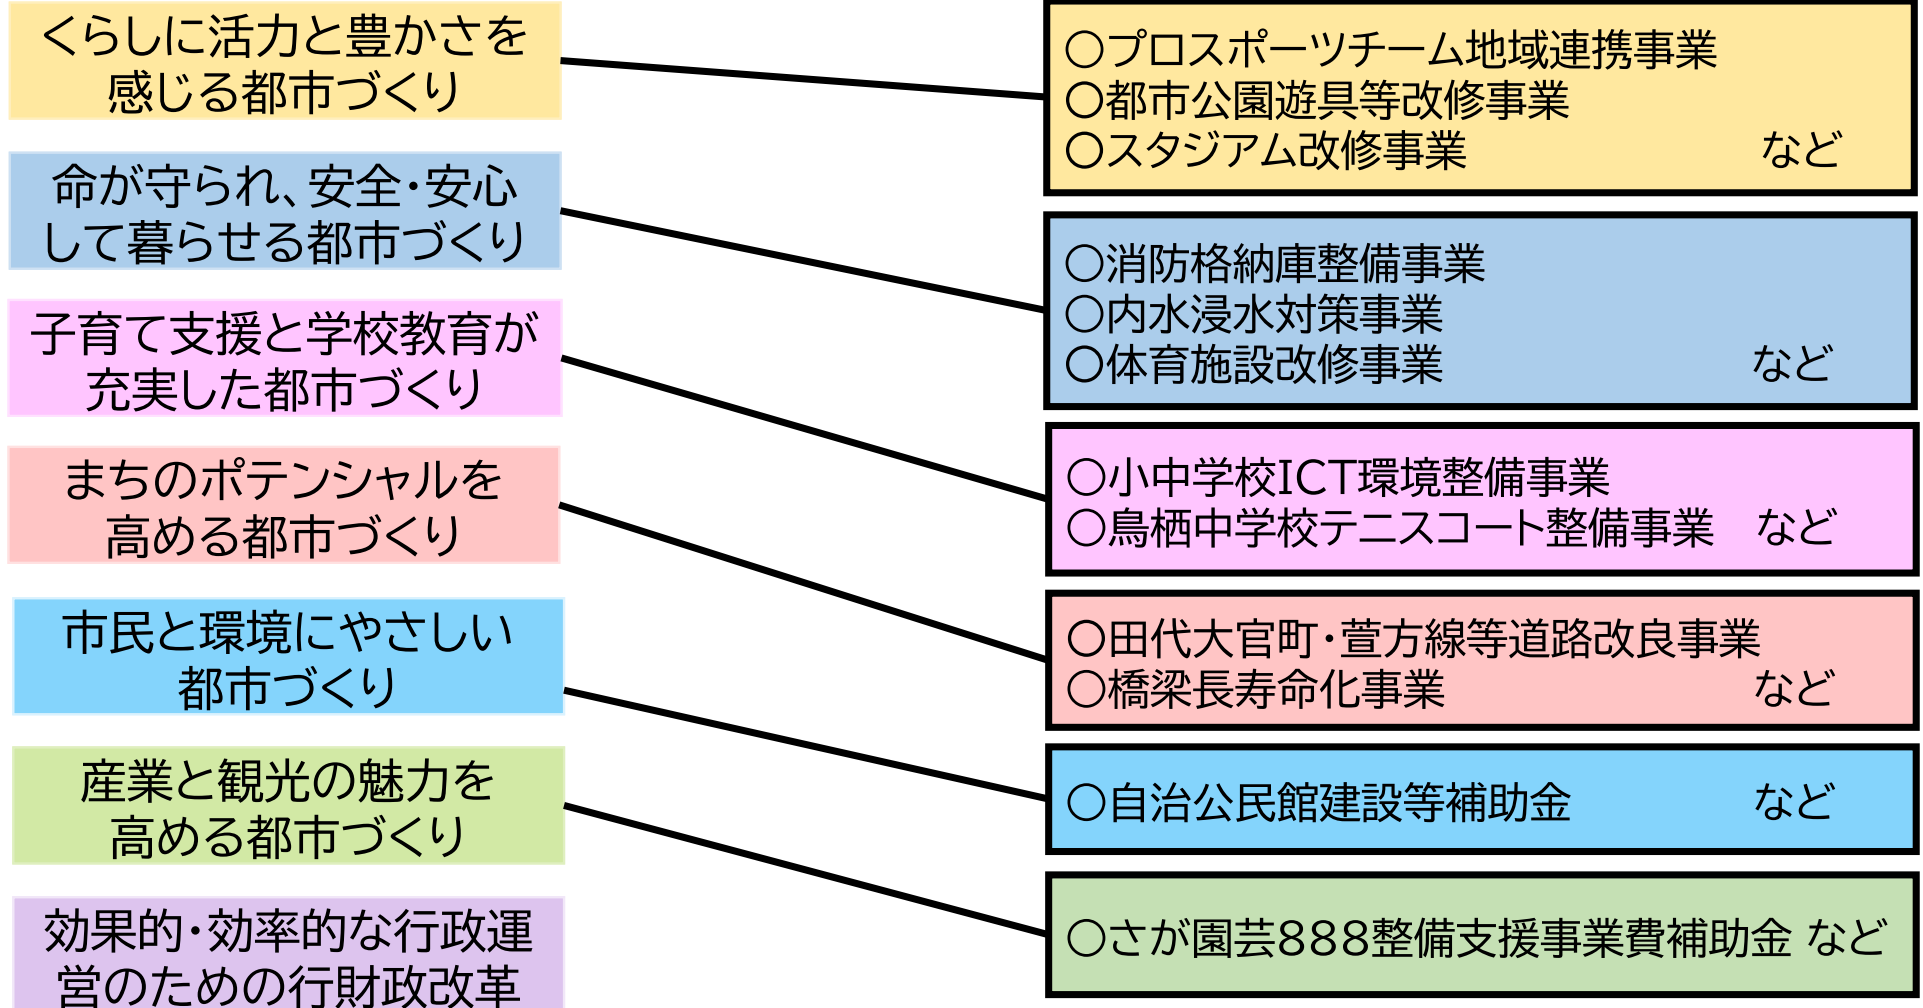 くらしに活力と豊かさを
感じる都市づくり
命が守られ、安全・安心
して暮らせる都市づくり
子育て支援と学校教育が
充実した都市づくり
まちのポテンシャルを
高める都市づくり
市民と環境にやさしい
都市づくり
産業と観光の魅力を
高める都市づくり
効果的・効率的な行政運
営のための行財政改革
〇プロスポーツチーム地域連携事業
〇都市公園遊具等改修事業
〇スタジアム改修事業 など
〇消防格納庫整備事業
〇内水浸水対策事業
〇体育施設改修事業 など
〇小中学校ICT環境整備事業
〇鳥栖中学校テニスコート整備事業 など
〇田代大官町・萱方線等道路改良事業
〇橋梁長寿命化事業 など
〇自治公民館建設等補助金 など
〇さが園芸888整備支援事業費補助金 など